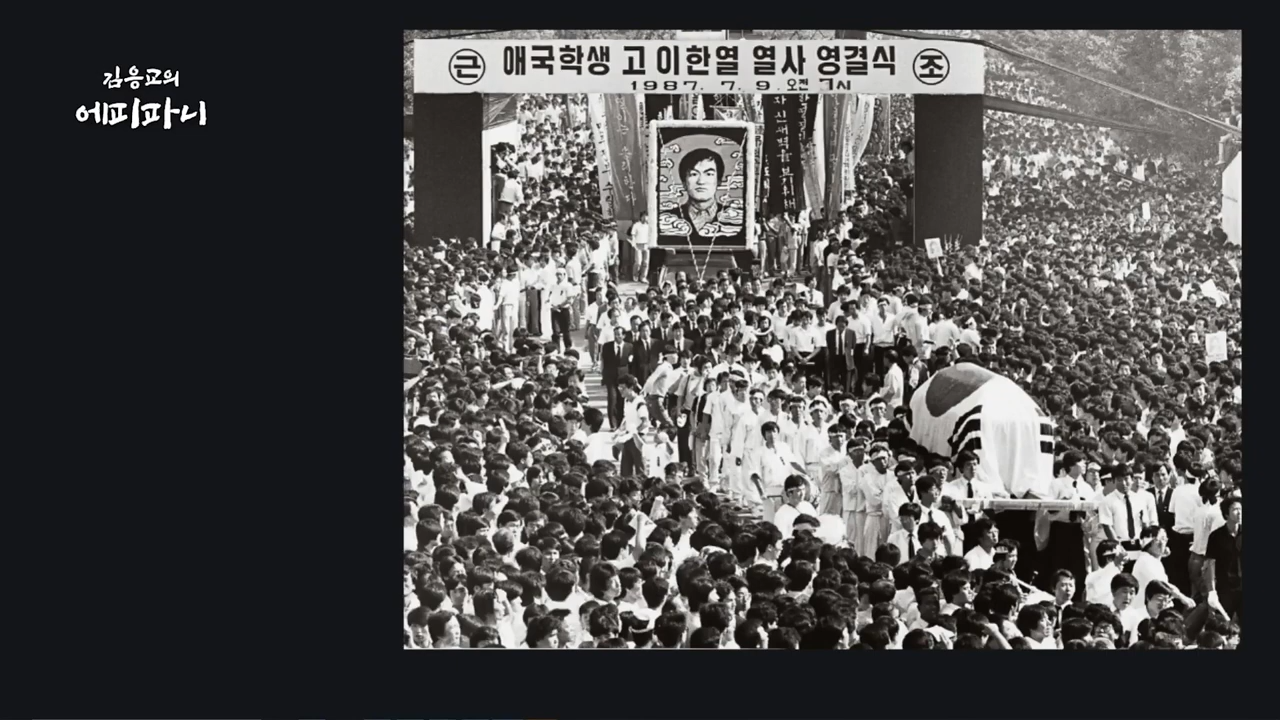 김응교의
에피파니
근 애국학생 고 이한열 열사 영결식 조
1987. 7. 9. 오전 7시